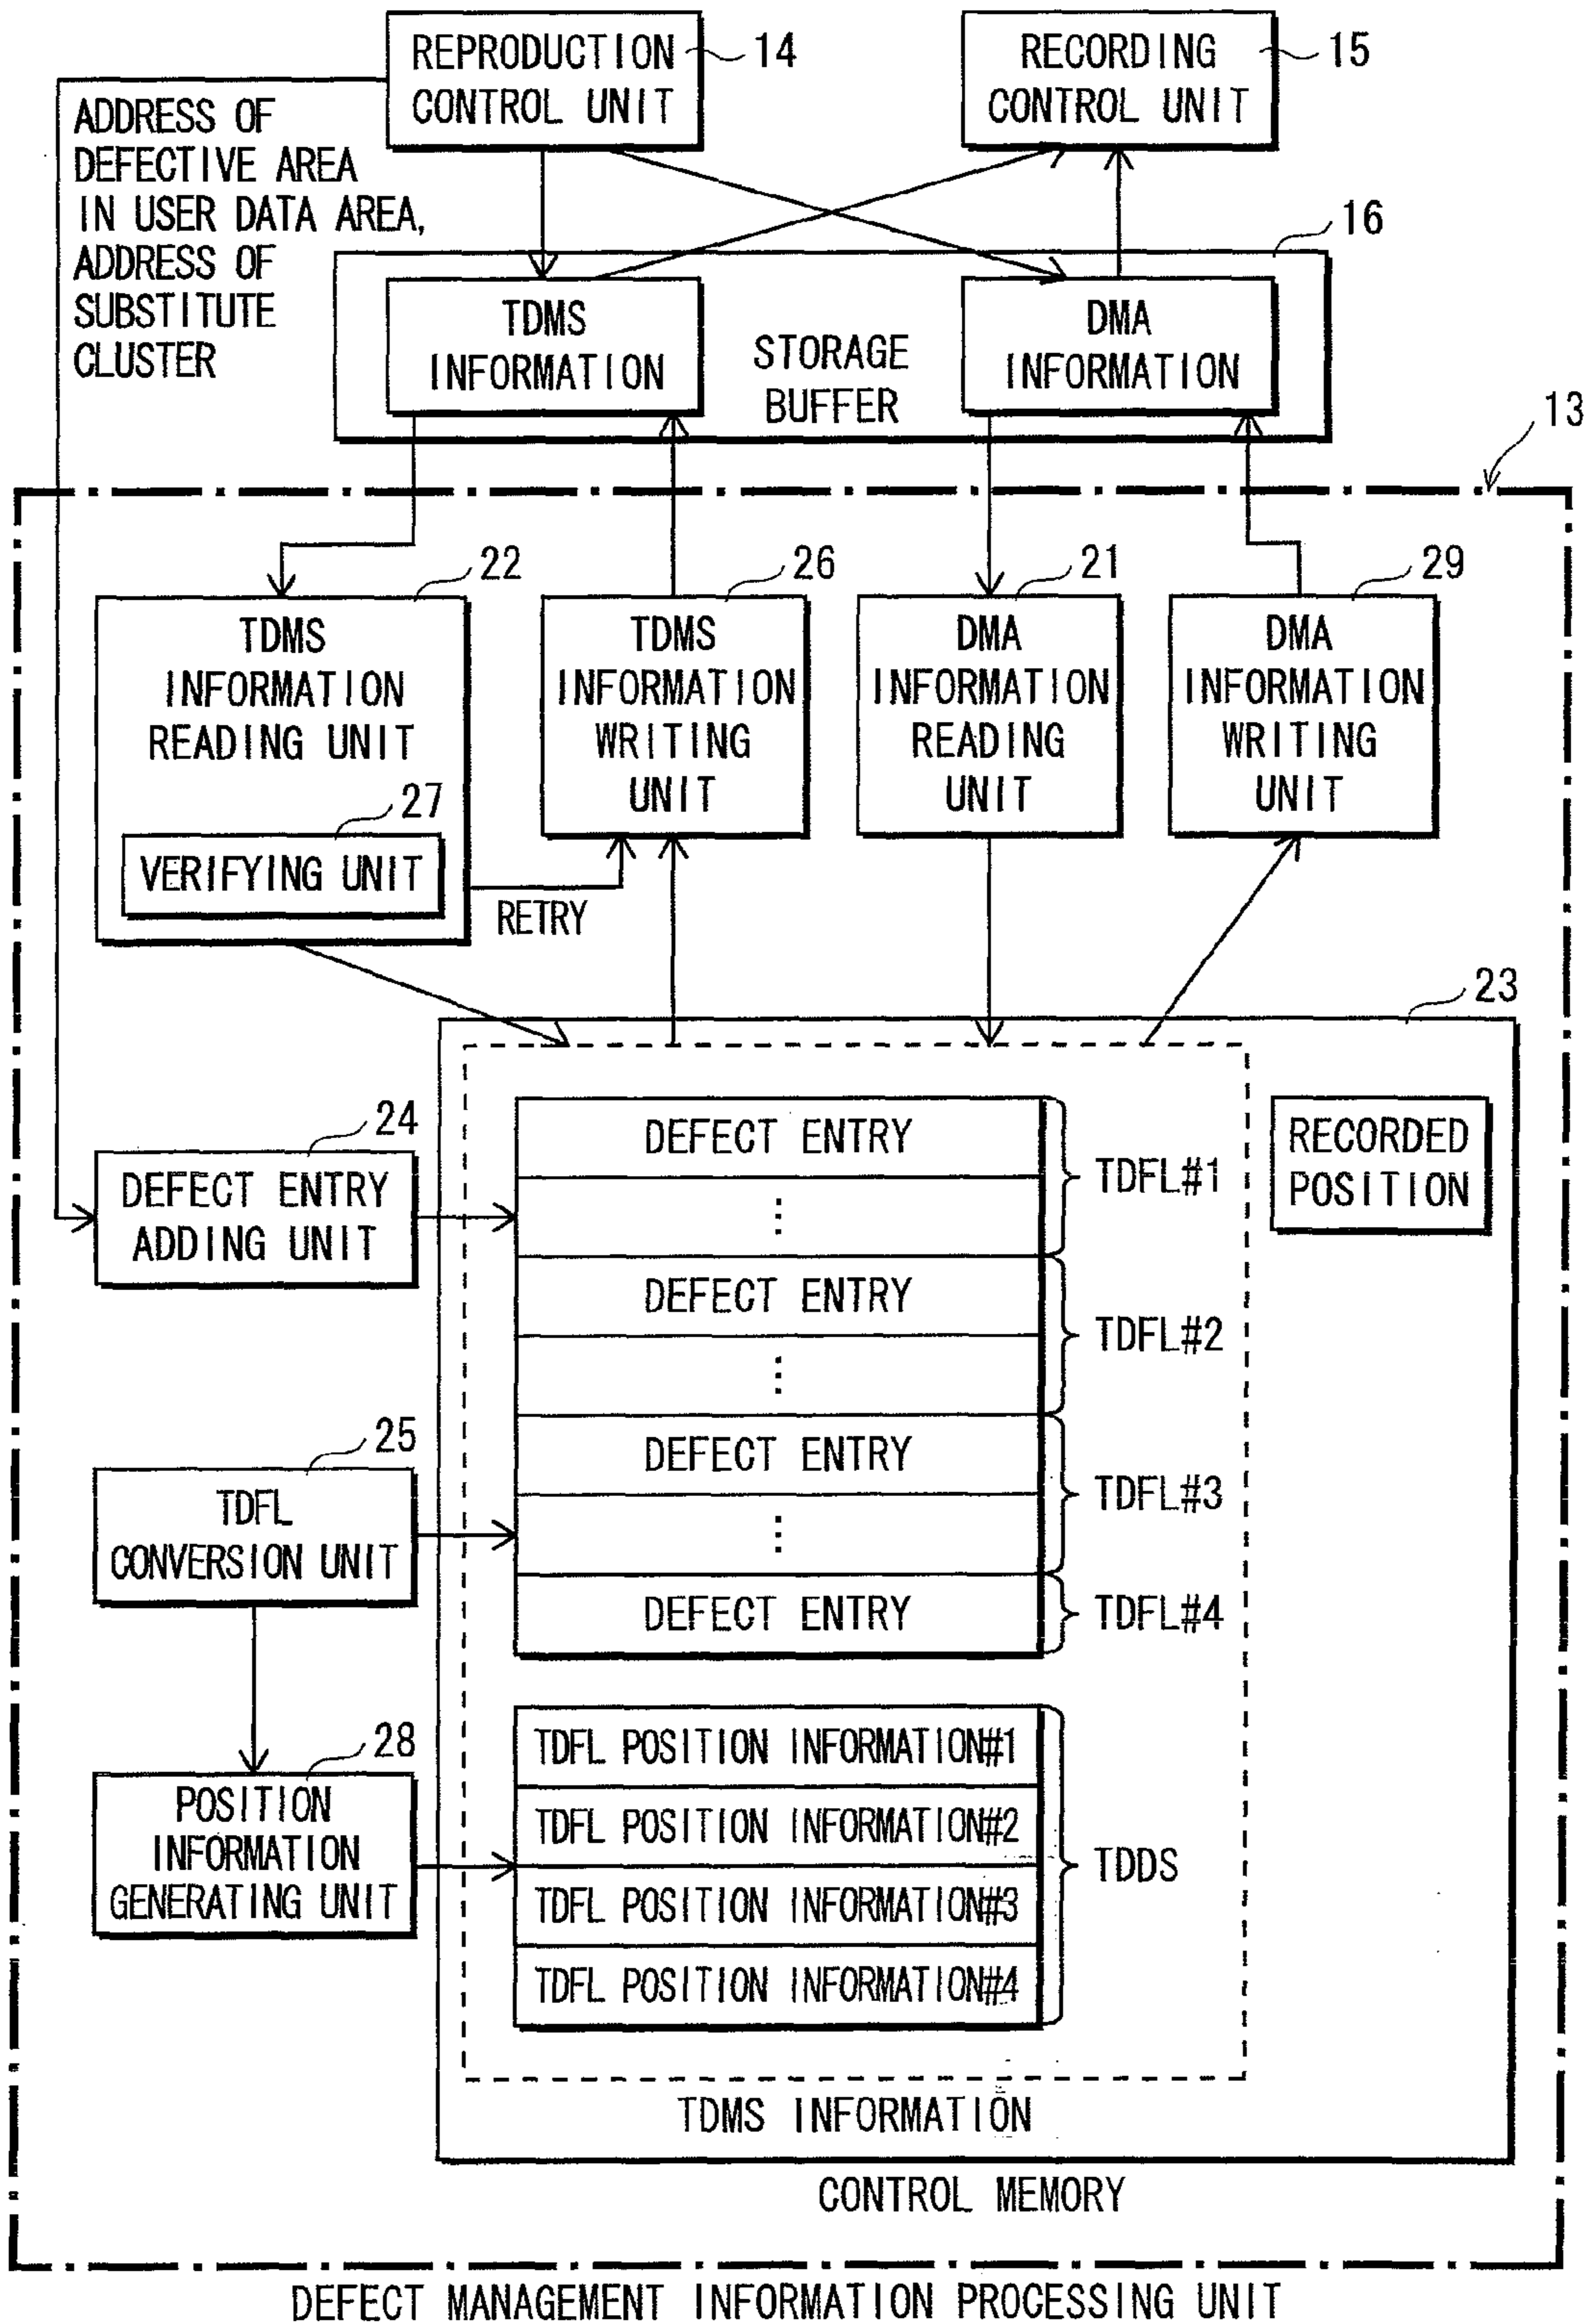 REPRODUCTION
CONTROL UNIT
14
RECORDING
CONTROL UNIT
15
ADDRESS OF
DEFECTIVE AREA
IN USER DATA AREA,
ADDRESS OF
SUBSTITUTE
CLUSTER
16
TDMS
INFORMATION
STORAGE
BUFFER
DMA
INFORMATION
13
22
TDMS
INFORMATION
READING UNIT
27
VERIFYING UNIT
RETRY
26
TDMS
INFORMATION
WRITING
UNIT
21
DMA
INFORMATION
READING
UNIT
29
DMA
INFORMATION
WRITING
UNIT
23
24
DEFECT ENTRY
ADDING UNIT
DEFECT ENTRY
⋮
TDFL#1
RECORDED
POSITION
DEFECT ENTRY
⋮
TDFL#2
25
TDFL
CONVERSION UNIT
DEFECT ENTRY
⋮
TDFL#3
DEFECT ENTRY
TDFL#4
28
POSITION
INFORMATION
GENERATING UNIT
TDFL POSITION INFORMATION#1
TDFL POSITION INFORMATION#2
TDFL POSITION INFORMATION#3
TDFL POSITION INFORMATION#4
TDDS
TDMS INFORMATION
CONTROL MEMORY
DEFECT MANAGEMENT INFORMATION PROCESSING UNIT